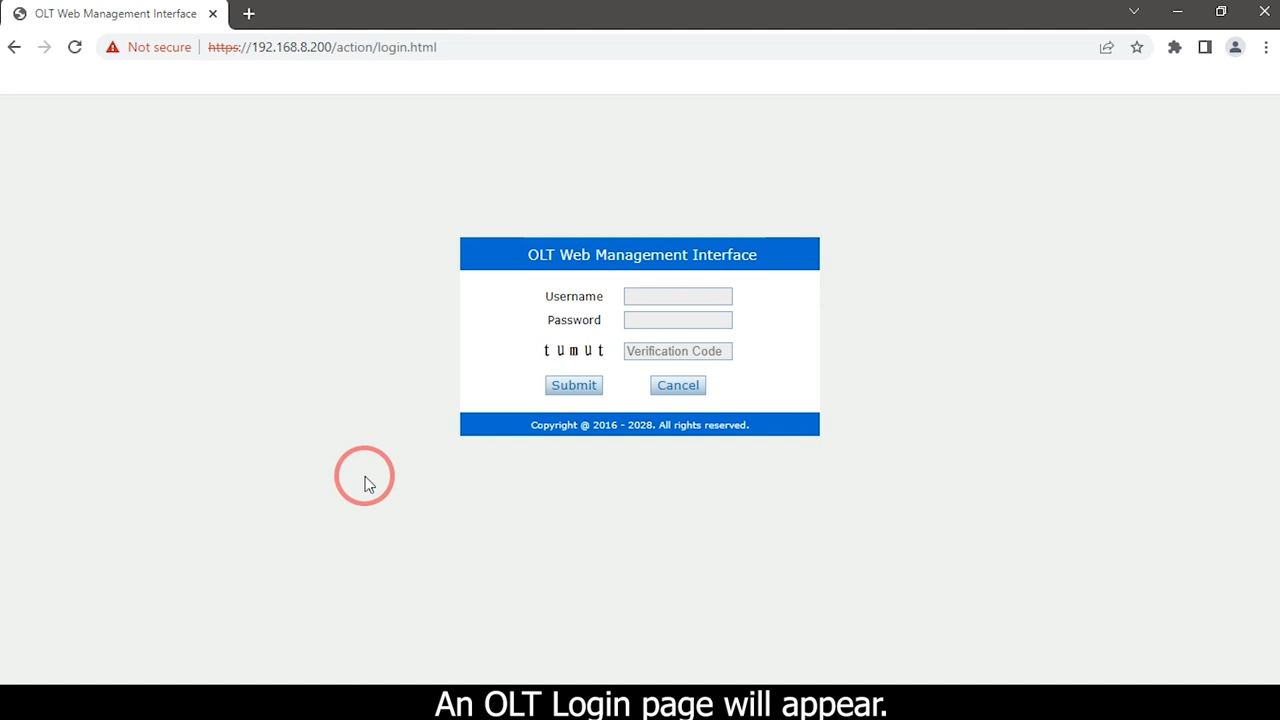 OLT Web Management Interface
Not secure
https://192.168.8.200/action/login.html
OLT Web Management Interface
Username
Password
tumut
Verification Code
Submit
Cancel
Copyright @ 2016 - 2028. All rights reserved.
An OLT Login page will appear.